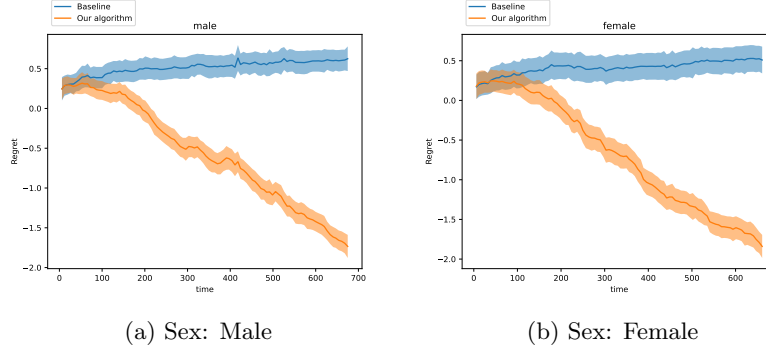 Baseline
Our algorithm
male
0.5
0.0
−0.5
−1.0
−1.5
−2.0
Regret
0 100 200 300 400 500 600 700
time
(a) Sex: Male
Baseline
Our algorithm
female
0.5
0.0
−0.5
−1.0
−1.5
−2.0
Regret
0 100 200 300 400 500 600
time
(b) Sex: Female